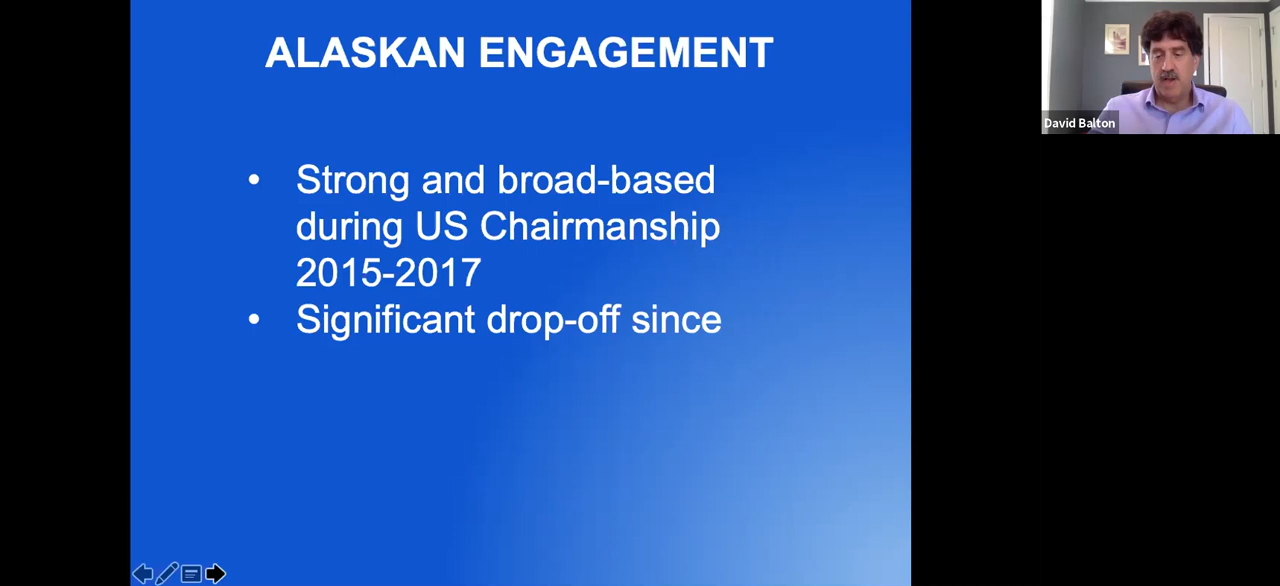 ALASKAN ENGAGEMENT
• Strong and broad-based
during US Chairmanship
2015-2017
• Significant drop-off since
David Balton